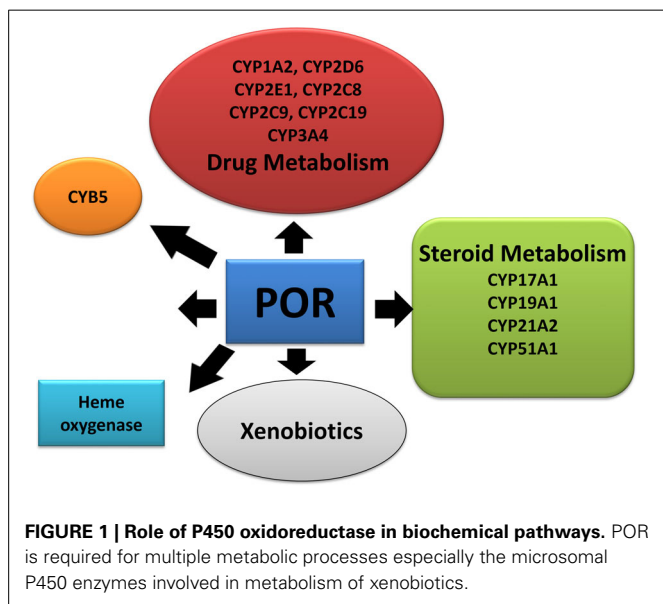 CYP1A2, CYP2D6
CYP2E1, CYP2C8
CYP2C9, CYP2C19
CYP3A4
Drug Metabolism
CYB5
POR
Steroid Metabolism
CYP17A1
CYP19A1
CYP21A2
CYP51A1
Heme
oxygenase
Xenobiotics
FIGURE 1 | Role of P450 oxidoreductase in biochemical pathways. POR
is required for multiple metabolic processes especially the microsomal
P450 enzymes involved in metabolism of xenobiotics.